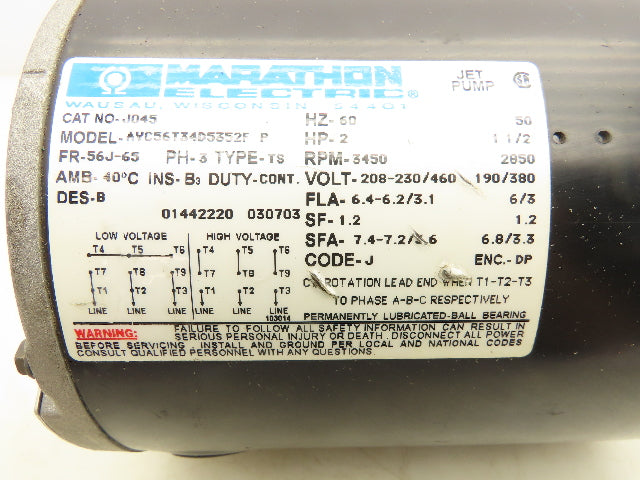 MARATHON
ELECTRIC®
JET
PUMP
WAUSAU, WISCONSIN 54401
CAT NO-J045
HZ-60 50
MODEL-AYC56T34D5352F P
HP-2 1 1/2
FR-56J-65 PH-3 TYPE-TS
RPM-3450 2850
AMB-40°C INS-B3 DUTY-CONT.
VOLT-208-230/460 190/380
DES-B
FLA-6.4-6.2/3.1 6/3
01442220 030703
SF-1.2 1.2
SFA-7.4-7.2/3.6 6.8/3.3
CODE-J ENC.-DP
LOW VOLTAGE HIGH VOLTAGE
T4 T5 T6 T4 T5 T6
T7 T8 T9 T7 T8 T9
T1 T2 T3 T1 T2 T3
LINE LINE LINE LINE LINE LINE
103014
ROTATION LEAD END WHEN T1-T2-T3
TO PHASE A-B-C RESPECTIVELY
PERMANENTLY LUBRICATED-BALL BEARING
WARNING: FAILURE TO FOLLOW ALL SAFETY INFORMATION CAN RESULT IN
SERIOUS PERSONAL INJURY OR DEATH. DISCONNECT ELECTRICALLY
BEFORE SERVICING. INSTALL AND GROUND PER LOCAL AND NATIONAL CODES
CONSULT QUALIFIED PERSONNEL WITH ANY QUESTIONS.